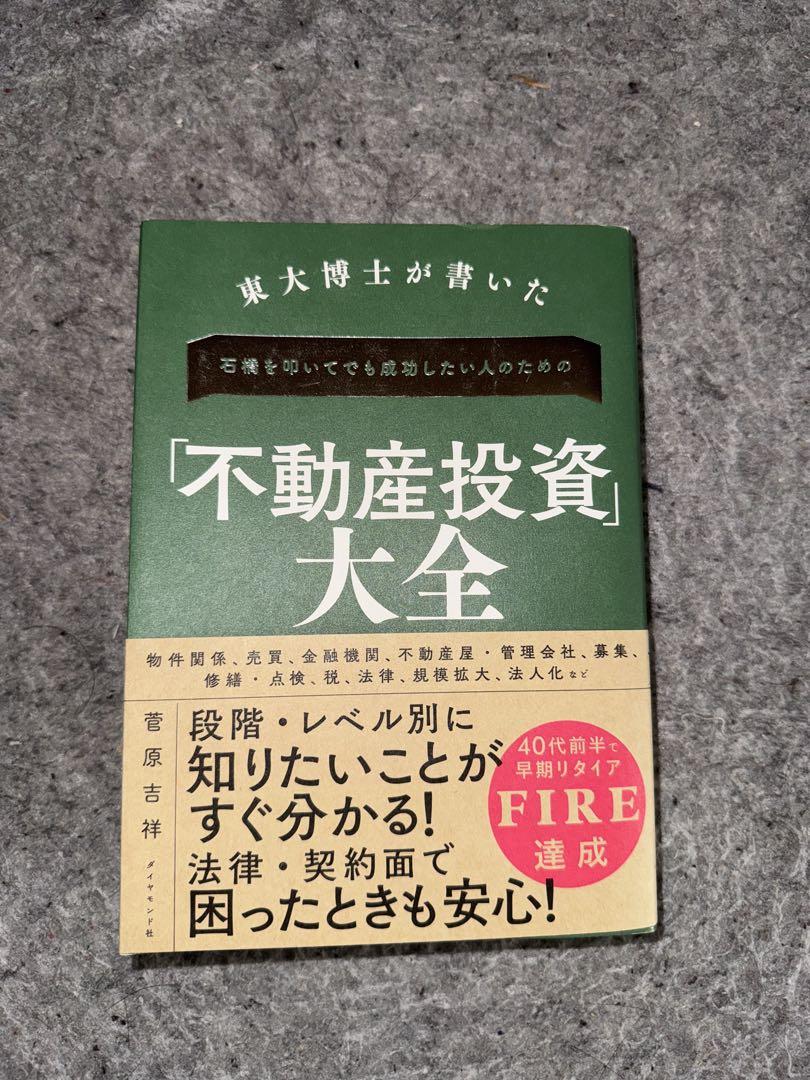 東大博士が書いた
石橋を叩いてでも成功したい人のための
「不動産投資」
大全
物件関係、売買、金融機関、不動産屋・管理会社、募集、
修繕・点検、税、法律、規模拡大、法人化など
菅原吉祥
ダイヤモンド社
段階・レベル別に
知りたいことが
すぐ分かる!
法律・契約面で
困ったときも安心!
40代前半で
早期リタイア
FIRE
達成